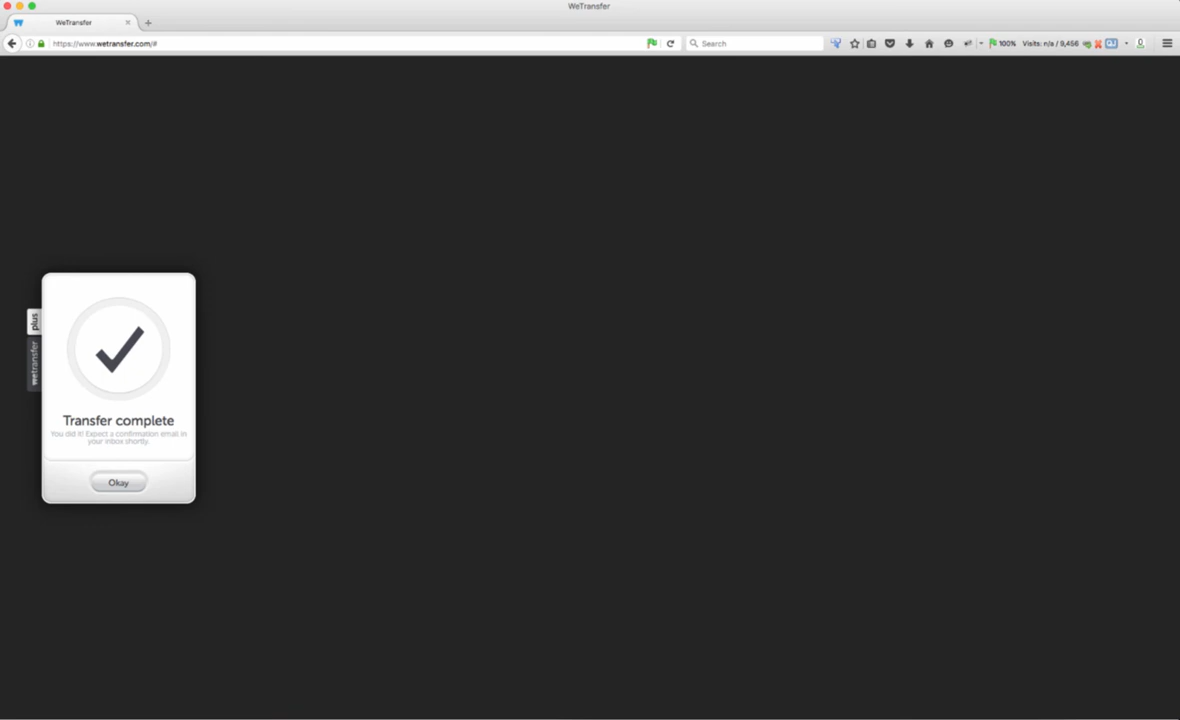 WeTransfer
WeTransfer
https://www.wetransfer.com/#
Search
100%
Visits: n/a / 9,456
plus
wetransfer
Transfer complete
You did it! Expect a confirmation email in
your inbox shortly.
Okay